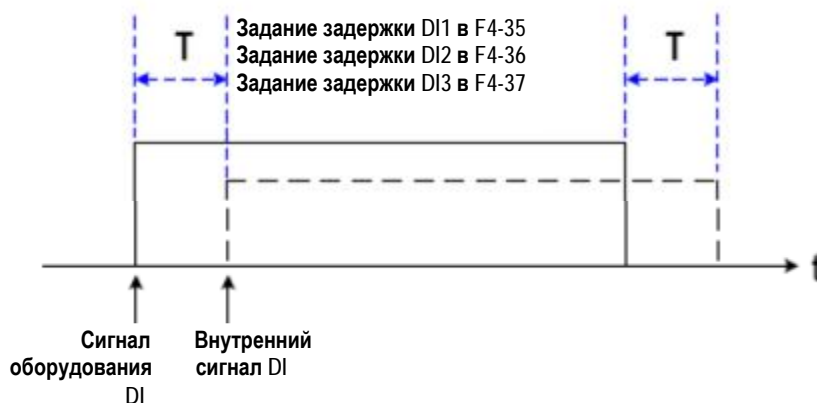 T
Задание задержки DI1 в F4-35
Задание задержки DI2 в F4-36
Задание задержки DI3 в F4-37
T
t
Сигнал
оборудования
DI
Внутренний
сигнал DI